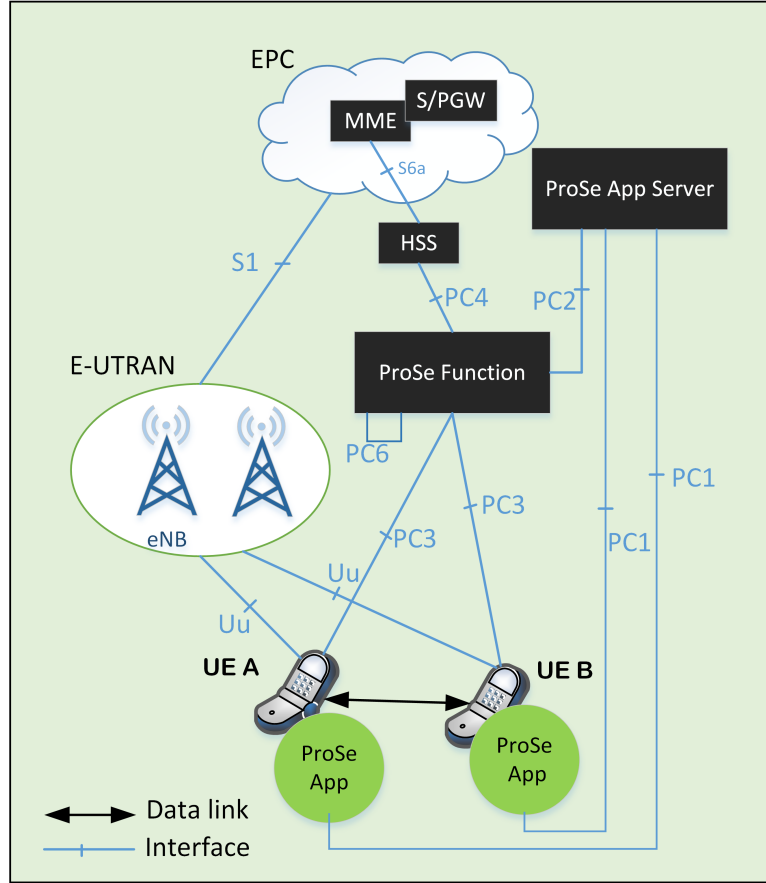 EPC
S/PGW
MME
S6a
ProSe App Server
HSS
S1
PC4
PC2
E-UTRAN
ProSe Function
PC6
PC1
PC3
PC3
eNB
PC1
Uu
Uu
UE A
UE B
ProSe
App
ProSe
App
Data link
Interface